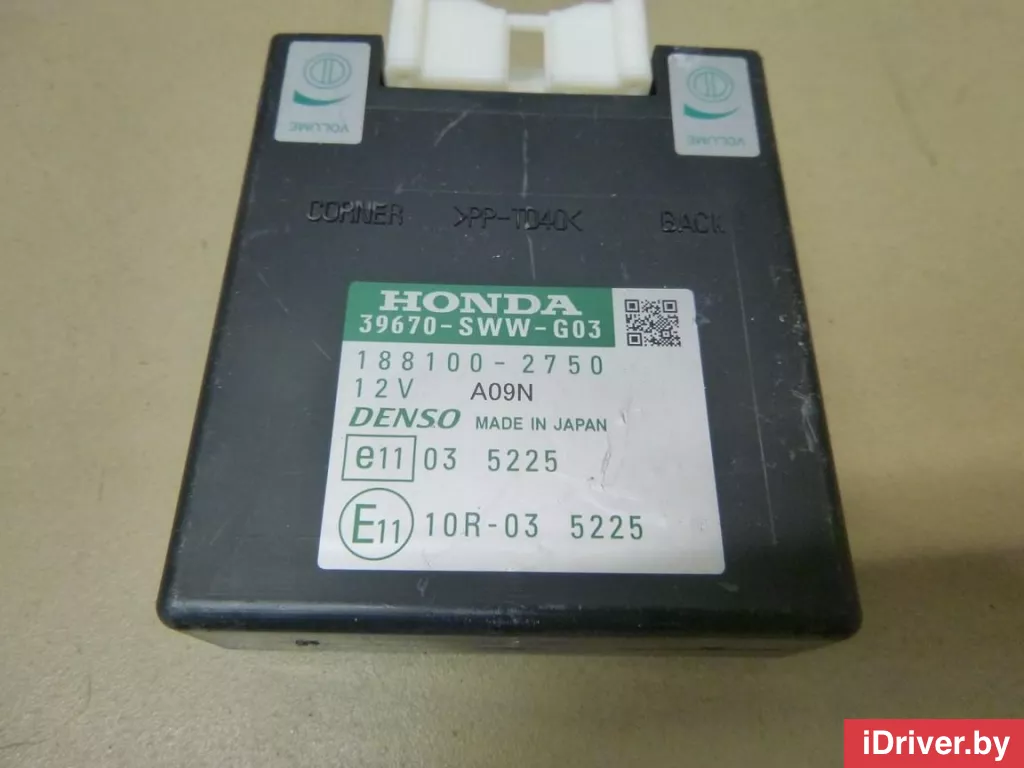 VOLUME
VOLUME
CORNER >PP-TD40< BACK
HONDA
39670-SWW-G03
188100-2750
12V A09N
DENSO MADE IN JAPAN
e11 03 5225
E11 10R-03 5225
iDriver.by